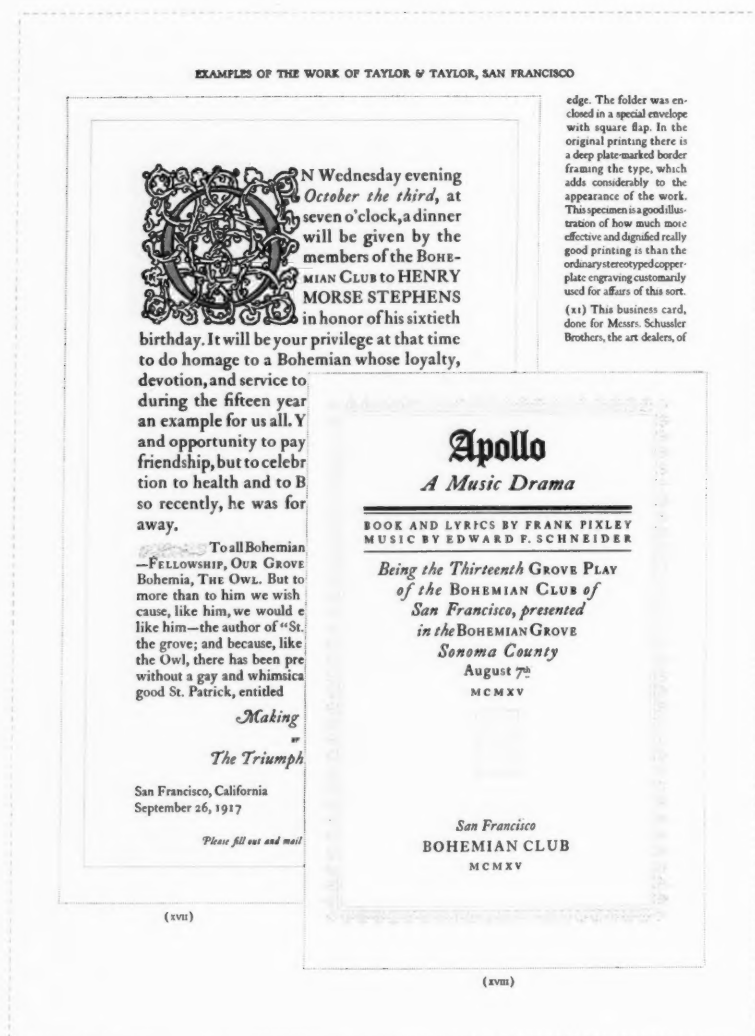 EXAMPLES OF THE WORK OF TAYLOR & TAYLOR, SAN FRANCISCO
ON Wednesday evening
October the third, at
seven o'clock, a dinner
will be given by the
members of the BOHE-
MIAN CLUB to HENRY
MORSE STEPHENS
in honor of his sixtieth
birthday. It will be your privilege at that time
to do homage to a Bohemian whose loyalty,
devotion, and service to
during the fifteen year
an example for us all. Y
and opportunity to pay
friendship, but to celebr
tion to health and to B
so recently, he was for
away.
To all Bohemian
—FELLOWSHIP, OUR GROVE
Bohemia, THE OWL. But to
more than to him we wish
cause, like him, we would e
like him—the author of "St.
the grove; and because, like
the Owl, there has been pre
without a gay and whimsica
good St. Patrick, entitled
Making
or
The Triumph
San Francisco, California
September 26, 1917
Please fill out and mail
(XVII)
edge. The folder was en-
closed in a special envelope
with square flap. In the
original printing there is
a deep plate-marked border
framing the type, which
adds considerably to the
appearance of the work.
This specimen is a good illus-
tration of how much more
effective and dignified really
good printing is than the
ordinary stereotyped copper-
plate engraving customarily
used for affairs of this sort.
(XI) This business card,
done for Messrs. Schussler
Brothers, the art dealers, of
Apollo
A Music Drama
BOOK AND LYRICS BY FRANK PIXLEY
MUSIC BY EDWARD F. SCHNEIDER
Being the Thirteenth GROVE PLAY
of the BOHEMIAN CLUB of
San Francisco, presented
in the BOHEMIAN GROVE
Sonoma County
August 7th
MCMXV
San Francisco
BOHEMIAN CLUB
MCMXV
(XVIII)